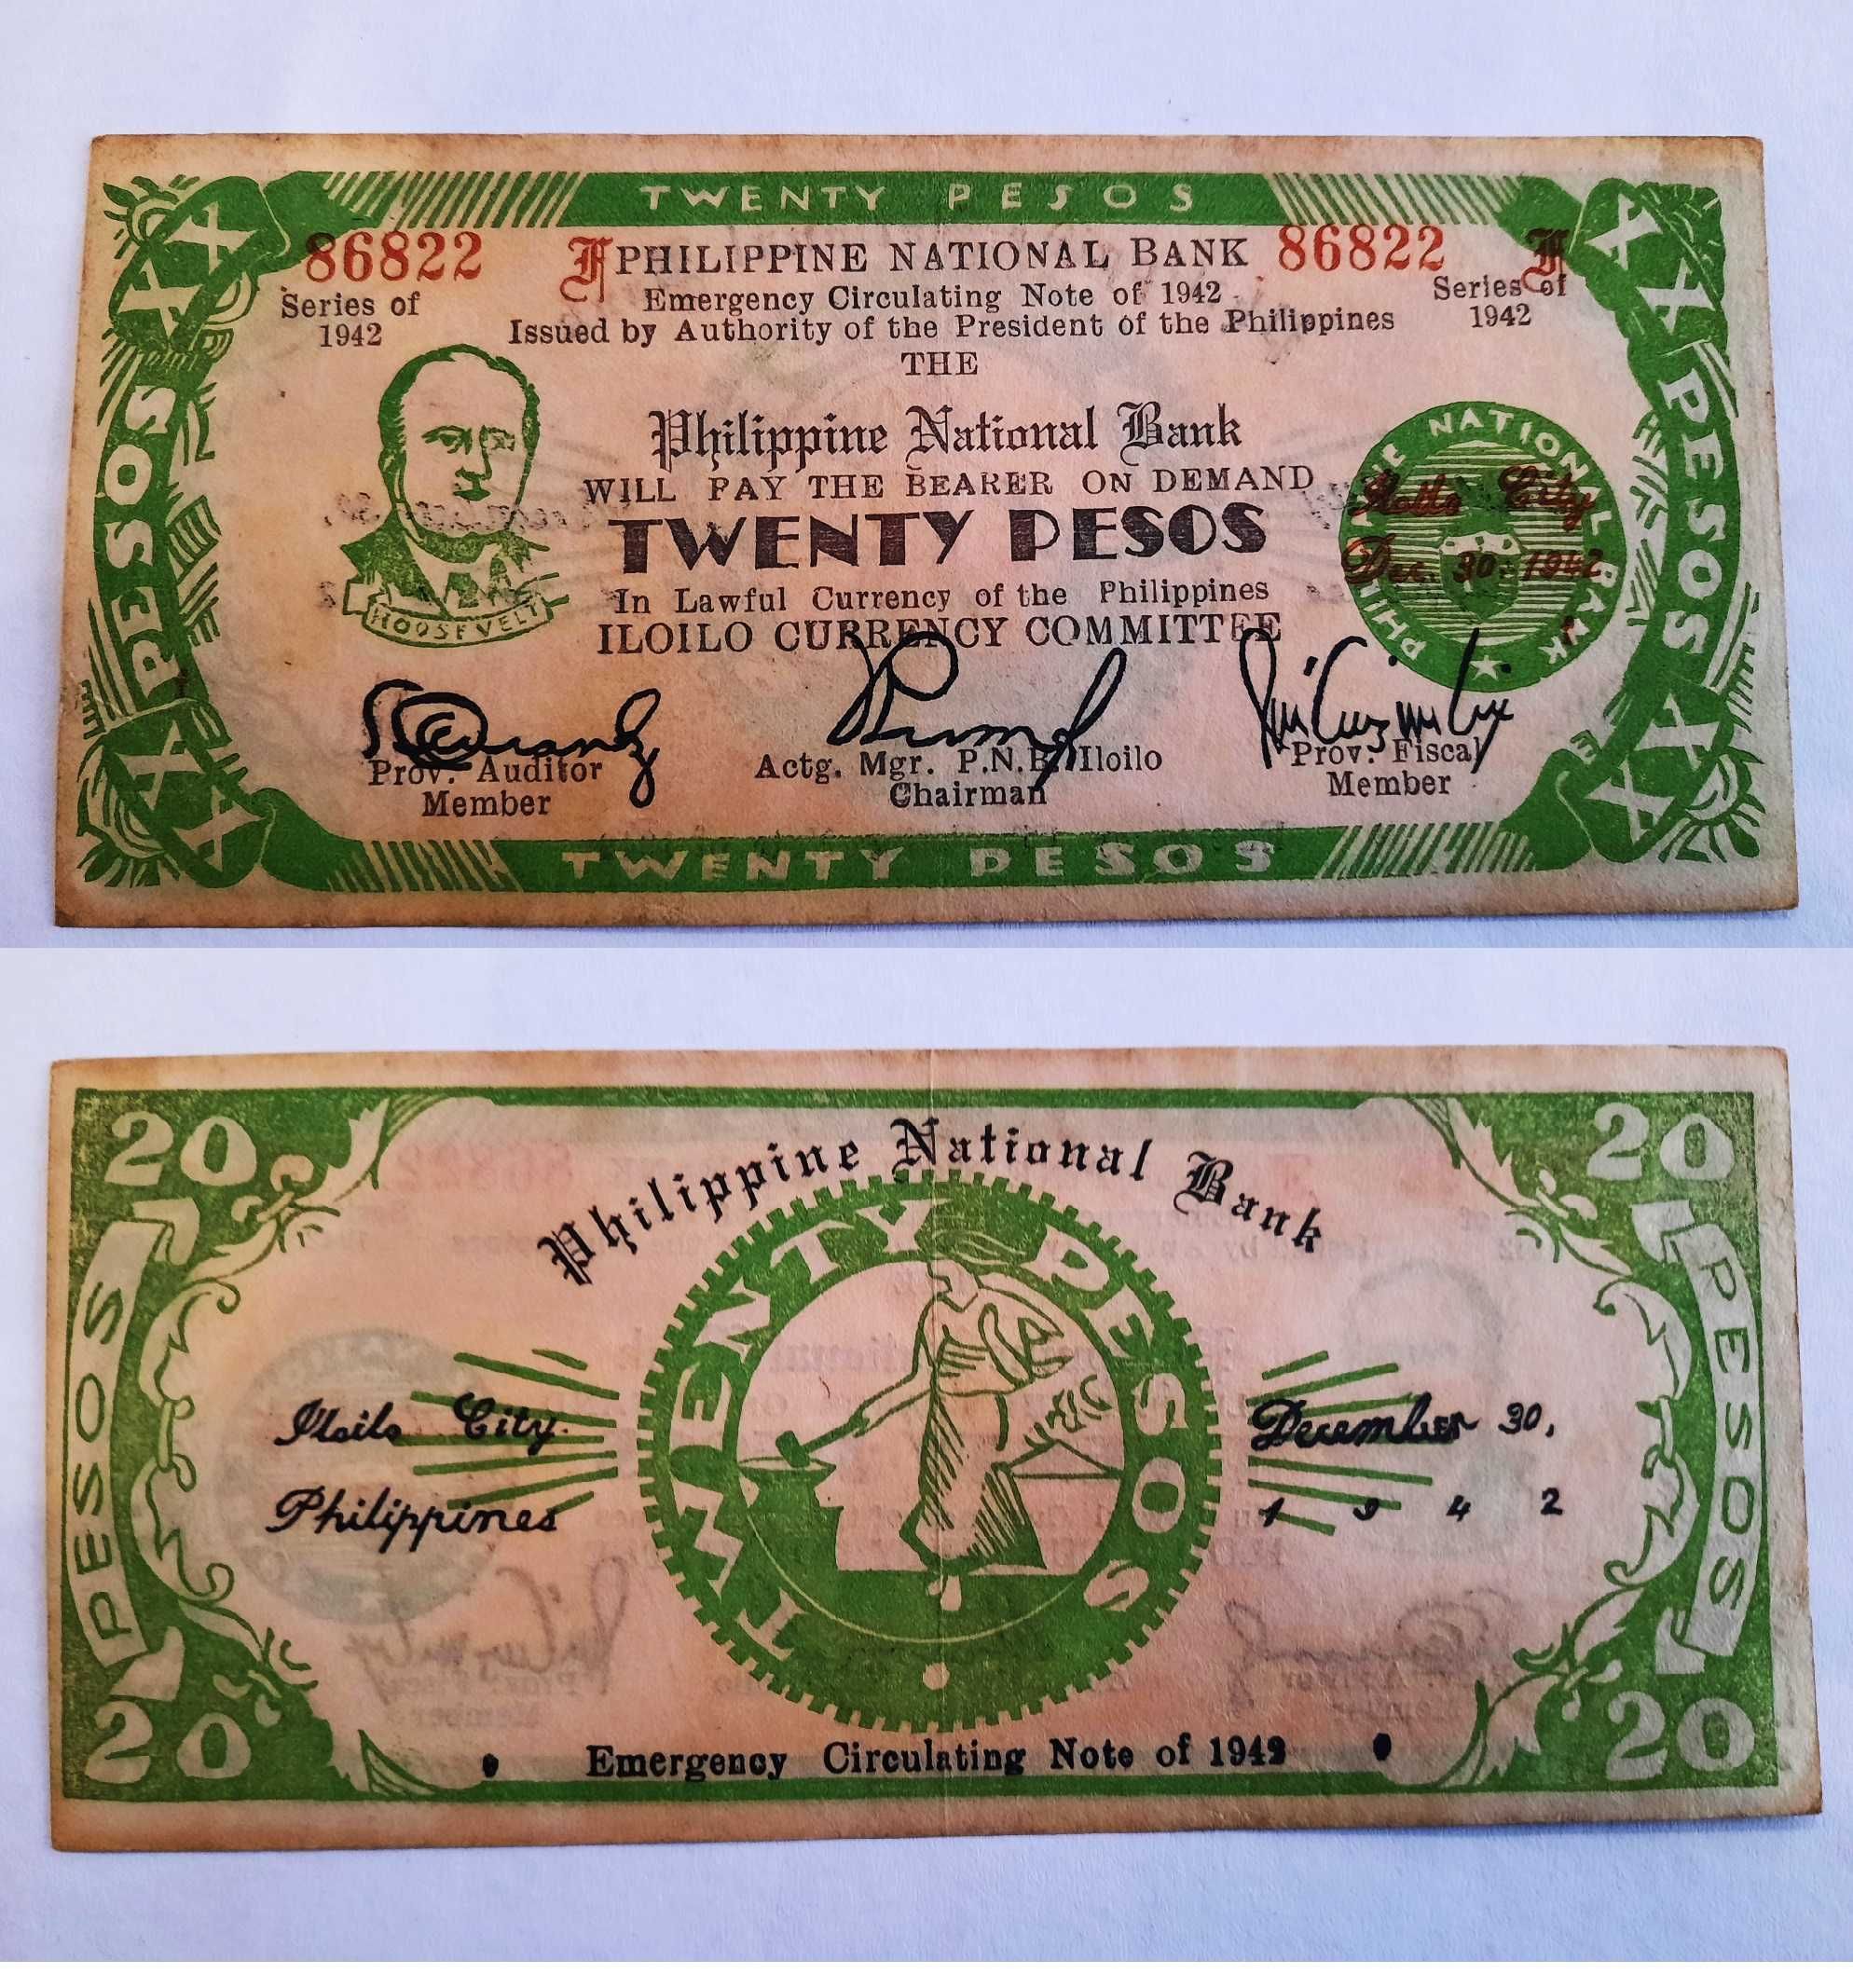 TWENTY PESOS
XX PESOS XX
86822 F PHILIPPINE NATIONAL BANK 86822 F
Series of 1942
Emergency Circulating Note of 1942
Series of 1942
Issued by Authority of the President of the Philippines
THE
Philippine National Bank
WILL PAY THE BEARER ON DEMAND
TWENTY PESOS
In Lawful Currency of the Philippines
ILOILO CURRENCY COMMITTEE
ROOSEVELT
PHILIPPINE NATIONAL BANK
Iloilo City
Dec. 30, 1942
Prov. Auditor
Member
Actg. Mgr. P.N.B. Iloilo
Chairman
Prov. Fiscal
Member
XX PESOS XX
TWENTY PESOS
20 PESOS 20
Philippine National Bank
TWENTY PESOS
Iloilo City
Philippines
December 30,
1942
20 PESOS 20
Emergency Circulating Note of 1942